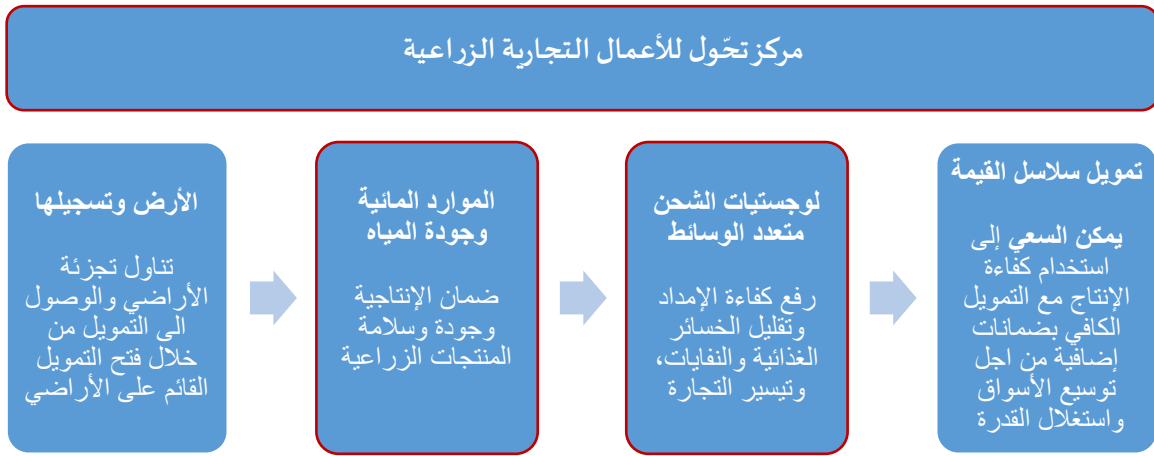 مركز تحّول للأعمال التجارية الزراعية
الأرض وتسجيلها
تناول تجزئة
الأراضي والوصول
الى التمويل من
خلال فتح التمويل
القائم على الأراضي
الموارد المائية
وجودة المياه
ضمان الإنتاجية
وجودة وسلامة
المنتجات الزراعية
لوجستيات الشحن
متعدد الوسائط
رفع كفاءة الإمداد
وتقليل الخسائر
الغذائية والنفايات،
وتيسير التجارة
تمويل سلاسل القيمة
يمكن السعي إلى
استخدام كفاءة
الإنتاج مع التمويل
الكافي بضمانات
إضافية من اجل
توسيع الأسواق
واستغلال القدرة